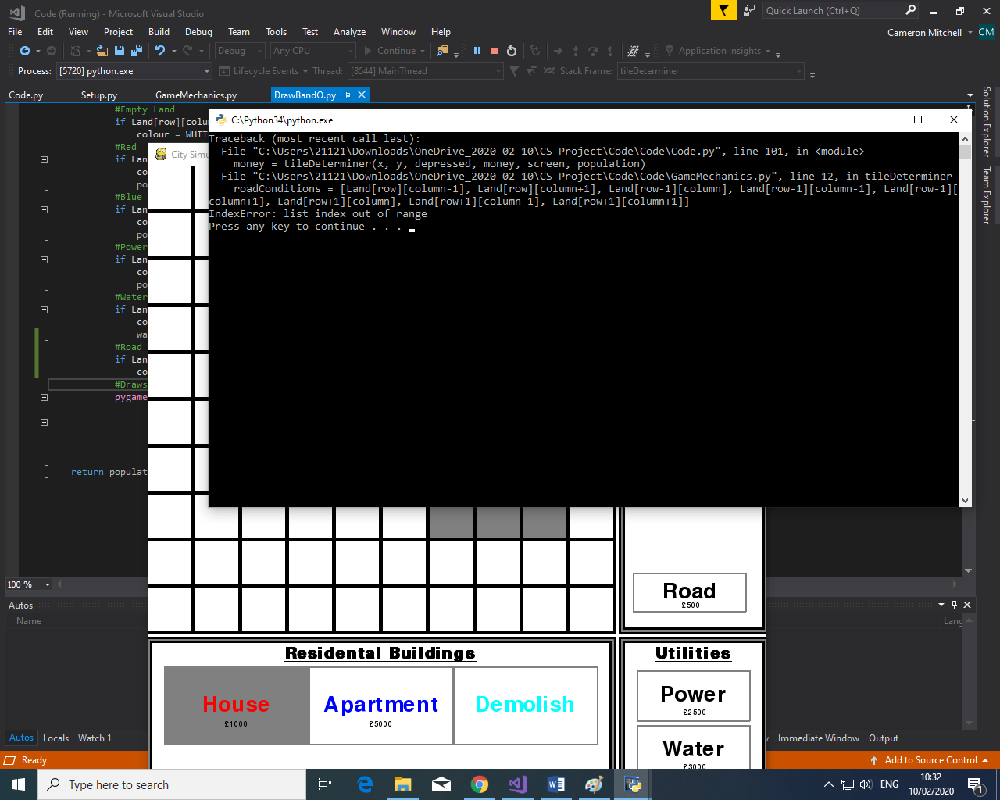 Code (Running) - Microsoft Visual Studio
Quick Launch (Ctrl+Q)
File Edit View Project Build Debug Team Tools Test Analyze Window Help
Cameron Mitchell CM
Debug Any CPU Continue Application Insights
Process: [5720] python.exe Lifecycle Events Thread: [8544] MainThread Stack Frame: tileDeterminer
Code.py Setup.py GameMechanics.py DrawBandO.py
Solution Explorer
Team Explorer
#Empty Land
if Land[row][colu
colour = WHIT
#Red
if Lan
co
po
#Blue
if Lan
co
po
#Power
if Lan
co
po
#Water
if Lan
co
wa
#Road
if Lan
co
#Draws
pygame
return populat
City Simu
C:\Python34\python.exe
Traceback (most recent call last):
File "C:\Users\21121\Downloads\OneDrive_2020-02-10\CS Project\Code\Code\Code.py", line 101, in <module>
money = tileDeterminer(x, y, depressed, money, screen, population)
File "C:\Users\21121\Downloads\OneDrive_2020-02-10\CS Project\Code\Code\GameMechanics.py", line 12, in tileDeterminer
roadConditions = [Land[row][column-1], Land[row][column+1], Land[row-1][column], Land[row-1][column-1], Land[row-1][
column+1], Land[row+1][column], Land[row+1][column-1], Land[row+1][column+1]]
IndexError: list index out of range
Press any key to continue . . .
100 %
Autos
Name
Lang
Road
£500
Residental Buildings
House
£1000
Apartment
£5000
Demolish
Utilities
Power
£2500
Water
£3000
Autos Locals Watch 1
Immediate Window Output
Ready
Add to Source Control
Type here to search
ENG
10:32
10/02/2020
1